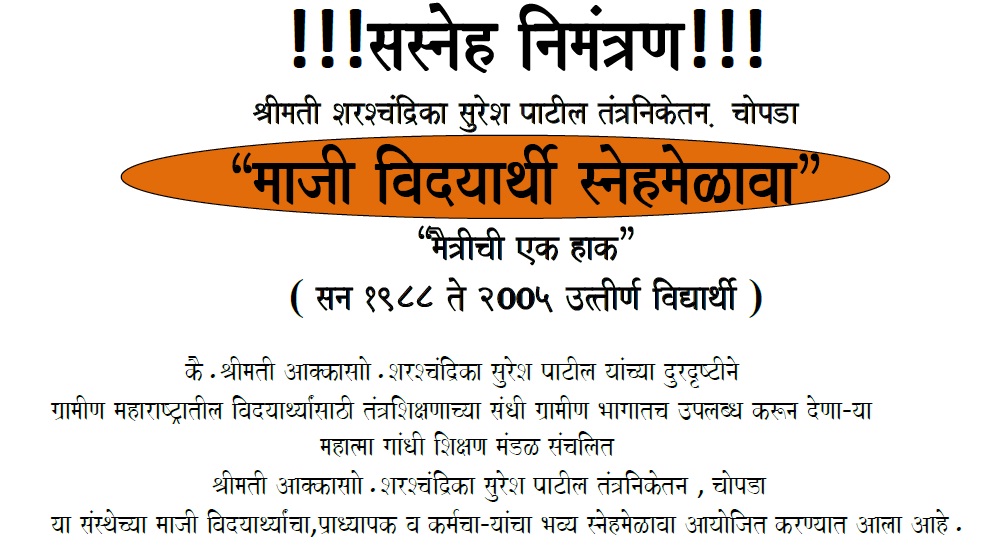 !!!सस्नेह निमंत्रण!!!
श्रीमती शरश्चंद्रिका सुरेश पाटील तंत्रनिकेतन. चोपडा
“माजी विदयार्थी स्नेहमेळावा”
“मैत्रीची एक हाक”
( सन १९८८ ते २००५ उत्तीर्ण विद्यार्थी )
कै . श्रीमती आक्कासाो . शरश्चंद्रिका सुरेश पाटील यांच्या दुरदृष्टीने
ग्रामीण महाराष्ट्रातील विदयार्थ्यांसाठी तंत्रशिक्षणाच्या संधी ग्रामीण भागातच उपलब्ध करून देणा-या
महात्मा गांधी शिक्षण मंडळ संचलित
श्रीमती आक्कासाो . शरश्चंद्रिका सुरेश पाटील तंत्रनिकेतन , चोपडा
या संस्थेच्या माजी विदयार्थ्यांचा,प्राध्यापक व कर्मचा-यांचा भव्य स्नेहमेळावा आयोजित करण्यात आला आहे .